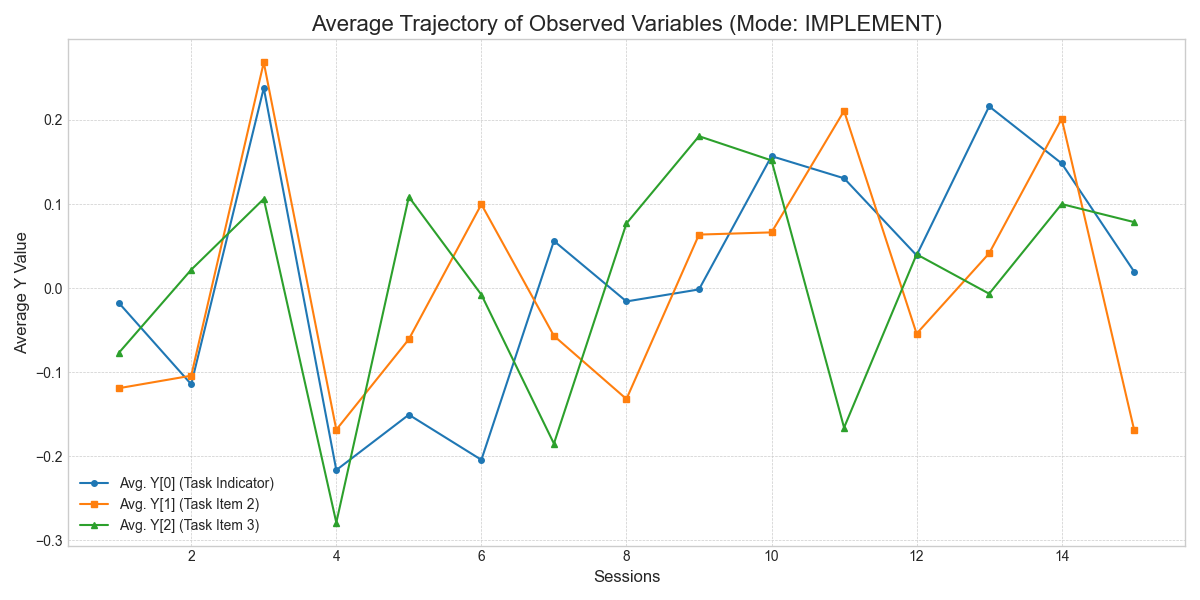 Average Trajectory of Observed Variables (Mode: IMPLEMENT)
Average Y Value
0.2
0.1
0.0
−0.1
−0.2
−0.3
Avg. Y[0] (Task Indicator)
Avg. Y[1] (Task Item 2)
Avg. Y[2] (Task Item 3)
2 4 6 8 10 12 14
Sessions